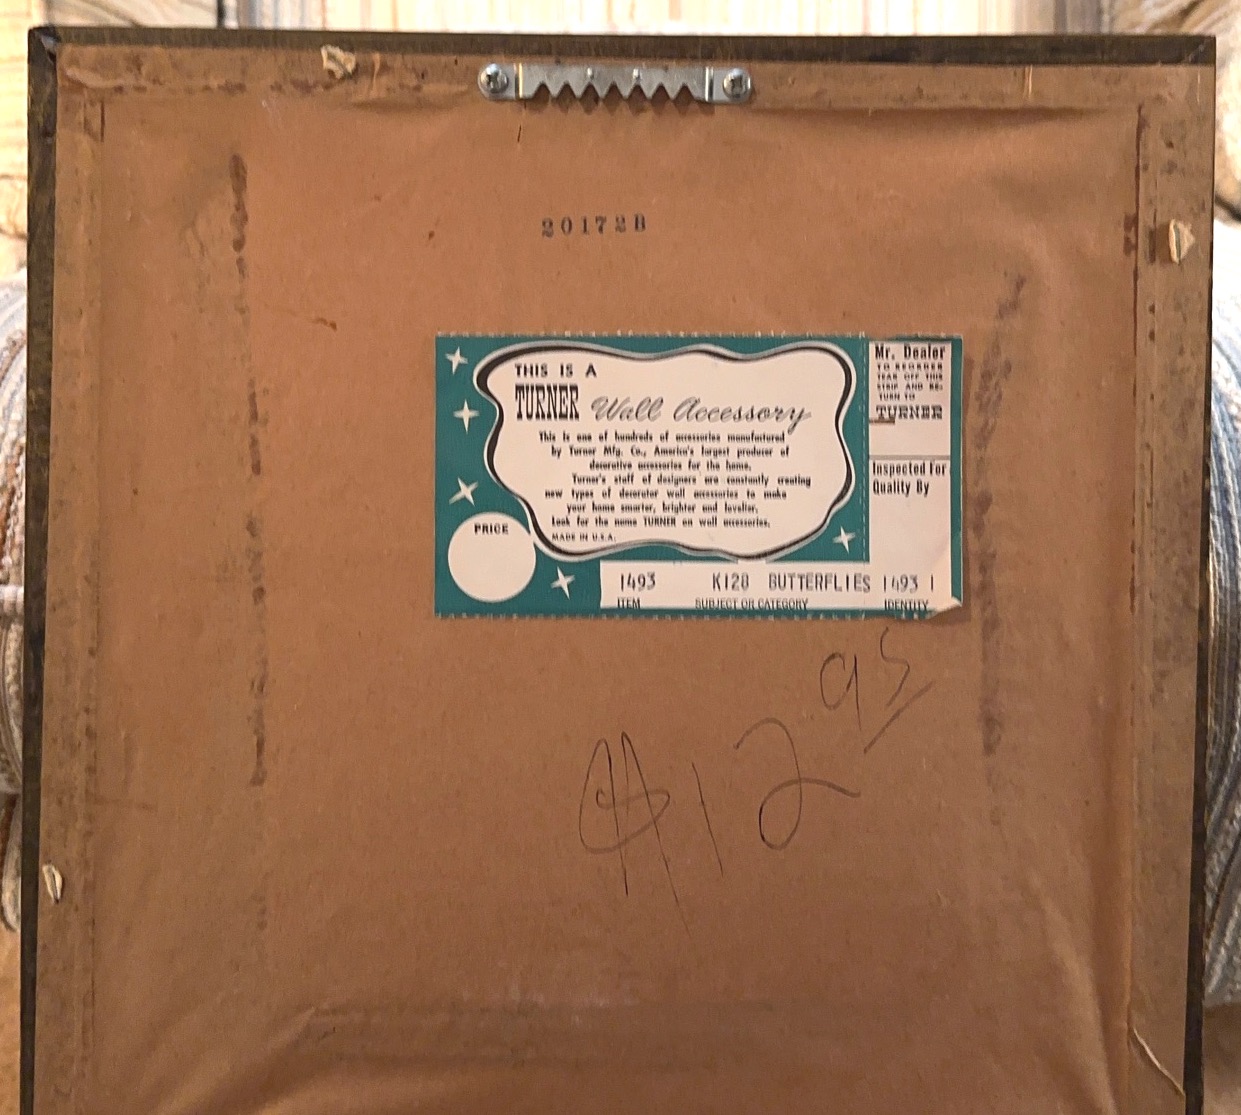 20172B
THIS IS A
TURNER Wall Accessory
This is one of hundreds of accessories manufactured
by Turner Mfg. Co., America's largest producer of
decorative accessories for the home.
Turner's staff of designers are constantly creating
new types of decorator wall accessories to make
your home smarter, brighter and lovelier.
Look for the name TURNER on wall accessories.
MADE IN U.S.A.
PRICE
1493 K128 BUTTERFLIES 1493 1
ITEM SUBJECT OR CATEGORY IDENTITY
Mr. Dealer
TO REORDER
TEAR OFF THIS
STRIP AND RE-
TURN TO
TURNER
Inspected For
Quality By
$12 95